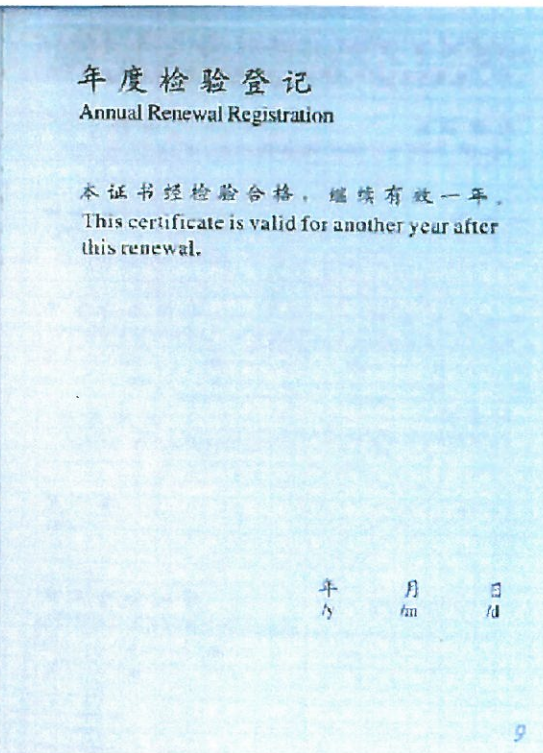 年度检验登记
Annual Renewal Registration
本证书经检验合格，继续有效一年。
This certificate is valid for another year after
this renewal.
年 月 日
/y /m /d
9